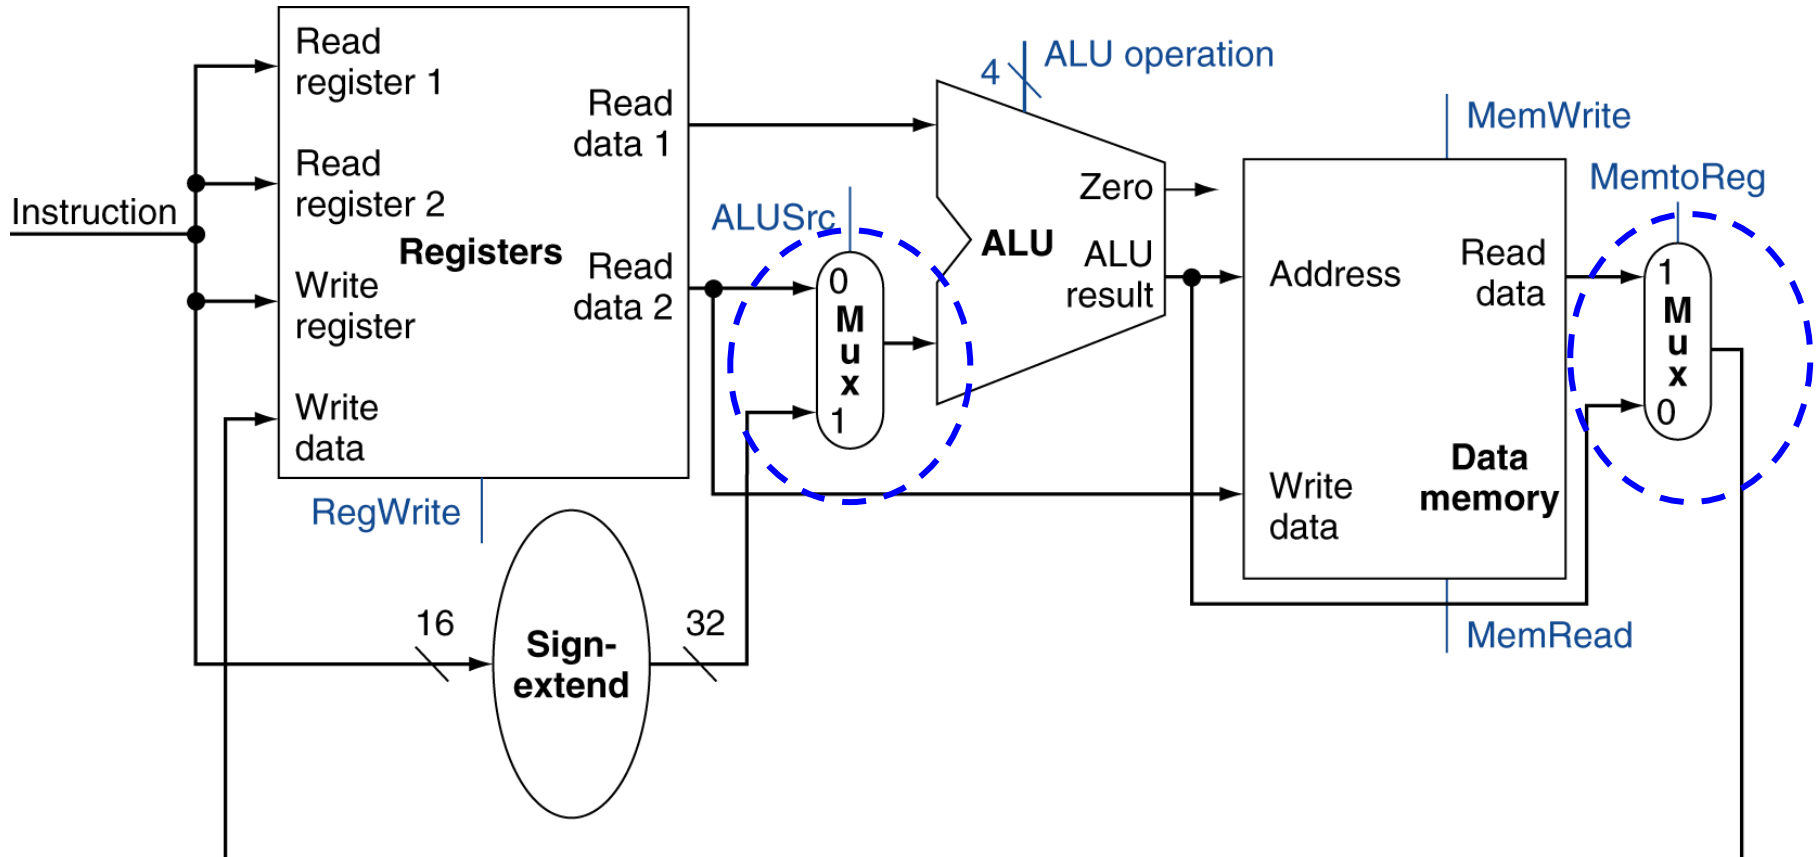 Instruction
Read
register 1
Read
register 2
Registers
Write
register
Write
data
Read
data 1
Read
data 2
RegWrite
16
Sign-
extend
32
ALUSrc
0
M
u
x
1
4
ALU operation
Zero
ALU
ALU
result
MemWrite
Address
Read
data
Write
data
Data
memory
MemRead
MemtoReg
1
M
u
x
0